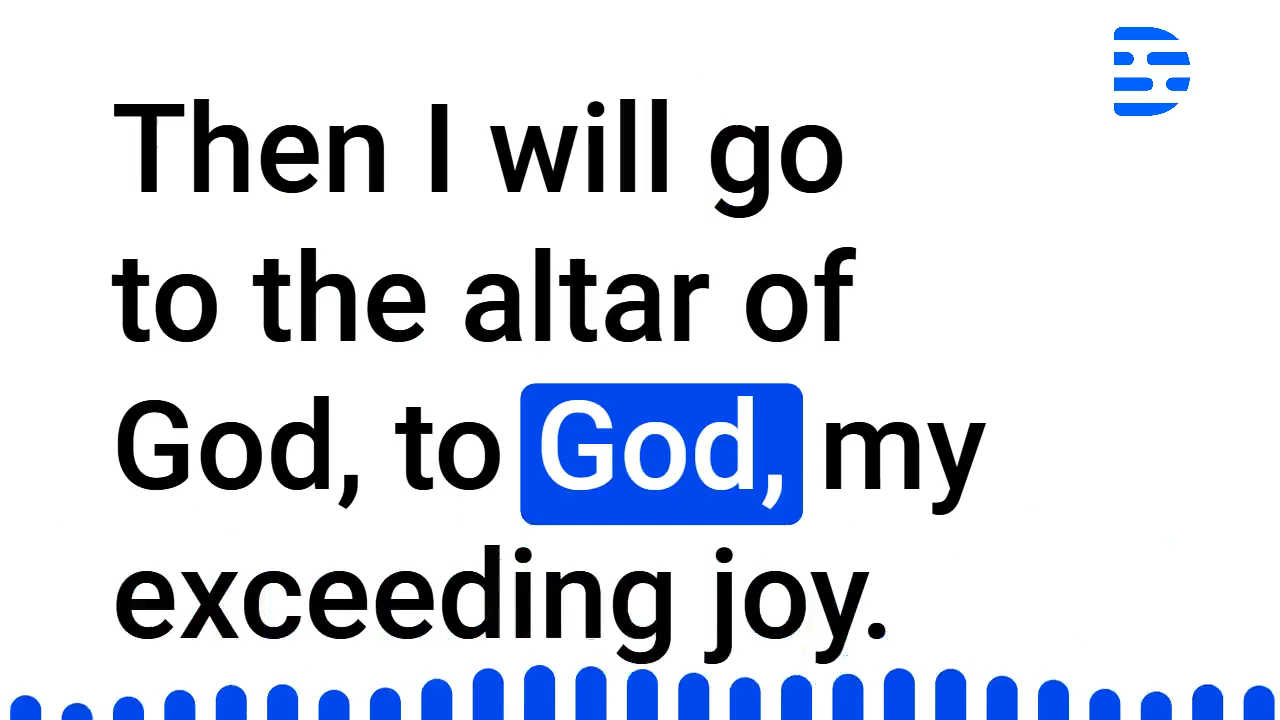 Then I will go
to the altar of
God, to God, my
exceeding joy.